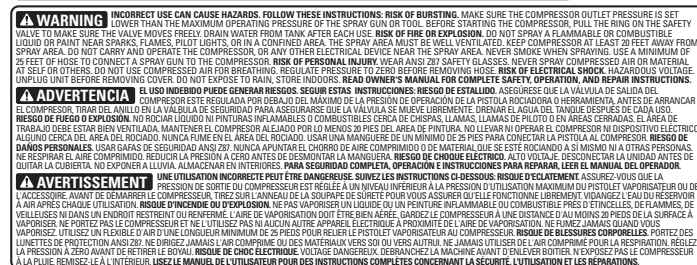 WARNING INCORRECT USE CAN CAUSE HAZARDS. FOLLOW THESE INSTRUCTIONS: RISK OF BURSTING. MAKE SURE THE COMPRESSOR OUTLET PRESSURE IS SET
LOWER THAN THE MAXIMUM OPERATING PRESSURE OF THE SPRAY GUN OR TOOL. BEFORE STARTING THE COMPRESSOR, PULL THE RING ON THE SAFETY
VALVE TO MAKE SURE THE VALVE MOVES FREELY. DRAIN WATER FROM TANK AFTER EACH USE. RISK OF FIRE OR EXPLOSION. DO NOT SPRAY A FLAMMABLE OR COMBUSTIBLE
LIQUID OR PAINT NEAR SPARKS, FLAMES, PILOT LIGHTS, OR IN A CONFINED AREA. THE SPRAY AREA MUST BE WELL VENTILATED. KEEP COMPRESSOR AT LEAST 20 FEET AWAY FROM
SPRAY AREA. DO NOT CARRY AND OPERATE THE COMPRESSOR, OR ANY OTHER ELECTRICAL DEVICE NEAR THE SPRAY AREA. NEVER SMOKE WHEN SPRAYING. USE A MINIMUM OF
25 FEET OF HOSE TO CONNECT A SPRAY GUN TO THE COMPRESSOR. RISK OF PERSONAL INJURY. WEAR ANSI Z87 SAFETY GLASSES. NEVER SPRAY COMPRESSED AIR OR MATERIAL
AT SELF OR OTHERS. DO NOT USE COMPRESSED AIR FOR BREATHING. REGULATE PRESSURE TO ZERO BEFORE REMOVING HOSE. RISK OF ELECTRICAL SHOCK. HAZARDOUS VOLTAGE.
UNPLUG UNIT BEFORE REMOVING COVER. DO NOT EXPOSE TO RAIN, STORE INDOORS. READ OWNER'S MANUAL FOR COMPLETE SAFETY, OPERATION, AND REPAIR INSTRUCTIONS.
ADVERTENCIA EL USO INDEBIDO PUEDE GENERAR RIESGOS. SEGUIR ESTAS INSTRUCCIONES: RIESGO DE ESTALLIDO. ASEGÚRESE QUE LA VÁLVULA DE SALIDA DEL
COMPRESOR ESTE REGULADA POR DEBAJO DEL MÁXIMO DE LA PRESIÓN DE OPERACIÓN DE LA PISTOLA ROCIADORA O HERRAMIENTA, ANTES DE ARRANCAR
EL COMPRESOR, TIRAR DEL ANILLO EN LA VÁLVULA DE SEGURIDAD PARA ASEGURARSE QUE LA VÁLVULA SE MUEVE LIBREMENTE. DRENAR EL AGUA DEL TANQUE DESPUÉS DE CADA USO
RIESGO DE FUEGO O EXPLOSIÓN. NO ROCIAR LÍQUIDO NI PINTURAS INFLAMABLES O COMBUSTIBLES CERCA DE CHISPAS, LLAMAS, LLAMAS DE PILOTO O EN ÁREAS CERRADAS. EL ÁREA DE
TRABAJO DEBE ESTAR BIEN VENTILADA. MANTENER EL COMPRESOR ALEJADO POR LO MENOS 20 PIES DEL AREA DE PINTURA. NO LLEVAR NI OPERAR EL COMPRESOR NI DISPOSITIVO ELÉCTRICO
ALGUNO CERCA DEL AREA DEL ROCIADO. NUNCA FUME EN EL ÁREA DEL ROCIADO. USAR UNA MANGUERE DE UN MÍNIMO DE 25 PIES PARA CONECTAR LA PISTOLA AL COMPRESOR. RIESGO DE
DAÑOS PERSONALES. USAR GAFAS DE SEGURIDAD ANSI Z87. NUNCA APUNTAR EL CHORRO DE AIRE COMPRIMIDO O DE MATERIAL QUE SE ESTÉ ROCIANDO A SÍ MISMO NI A OTRAS PERSONAS.
NE RESPIRAR EL AIRE COMPRIMIDO. REDUCIR LA PRESIÓN A CERO ANTES DE DESMONTAR LA MANGUERA. RIESGO DE CHOQUE ELÉCTRICO. ALTO VOLTAJE. DESCONECTAR LA UNIDAD ANTES DE
QUITAR LA CUBIERTA. NO EXPONER A LLUVIA. ALMACENAR EN INTERIORES. PARA SEGURIDAD COMPLETA, OPERACIÓN E INSTRUCCIONES PARA REPARAR, LEER EL MANUAL DEL OPERADOR.
AVERTISSEMENT UNE UTILISATION INCORRECTE PEUT ÊTRE DANGEREUSE. SUIVEZ LES INSTRUCTIONS CI-DESSOUS: RISQUE D'ECLATEMENT. ASSUREZ-VOUS QUE LA
PRESSION DE SORTIE DU COMPRESSEUR EST RÉGLÉE À UN NIVEAU INFÉRIEUR À LA PRESSION D'UTILISATION MAXIMUM DU PISTOLET VAPORISATEUR OU DE
L'ACCESSOIRE. AVANT DE DEMARRER LE COMPRESSEUR, TIREZ SUR L'ANNEAU DE LA SOUPAPE DE SÛRETÉ POUR VOUS ASSURER QU'ELLE FONCTIONNE LIBREMENT. VIDANGEZ L'EAU DU RÉSERVOIR
À AIR APRÈS CHAQUE UTILISATION. RISQUE D'INCENDIE OU D'EXPLOSION. NE PAS VAPORISER UN LIQUIDE OU UN PEINTURE INFLAMMABLE OU COMBUSTIBLE PRÈS D'ÉTINCELLES, DE FLAMMES, DE
VEILLEUSES NI DANS UN ENDROIT RESTREINT OU RENFERMÉ. L'AIRE DE VAPORISATION DOIT ÊTRE BIEN AÉRÉE. GARDEZ LE COMPRESSEUR À UNE DISTANCE D'AU MOINS 20 PIEDS DE LA SURFACE À
VAPORISER. NE PORTEZ PAS LE COMPRESSEUR ET NE L'UTILISEZ PAS NI AUCUN AUTRE APPAREIL ÉLECTRIQUE À PROXIMITÉ DE L'AIRE DE VAPORISATION. NE FUMEZ JAMAIS QUAND VOUS
VAPORISEZ. UTILISEZ UN FLEXIBLE D'AIR D'UNE LONGUEUR MINIMUM DE 25 PIEDS POUR RELIER LE PISTOLET VAPORISATEUR AU COMPRESSEUR. RISQUE DE BLESSURES CORPORELLES. PORTEZ DES
LUNETTES DE PROTECTION ANSI Z87. NE DIRIGEZ JAMAIS L'AIR COMPRIME OU DES MATÉRIAUX VERS SOI OU VERS AUTRUI. NE JAMAIS UTILISER DE L'AIR COMPRIMÉ POUR LA RESPIRATION. RÉGLEZ
LA PRESSION À ZÉRO AVANT DE RETIRER LE BOYAU. RISQUE DE CHOC ÉLECTRIQUE. VOLTAGE DANGEREUX. DEBRANCHEZ LA MACHINE AVANT D'ENLEVER BOITIER. N'EXPOSEZ PAS LE COMPRESSEUR
À LA PLUIE. REMISEZ-LE À L'INTÉRIEUR. LISEZ LE MANUEL DE L'UTILISATEUR POUR DES INSTRUCTIONS COMPLÈTES CONCERNANT LA SÉCURITÉ, L'UTILISATION ET LES RÉPARATIONS.